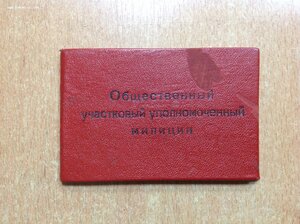 Общественный
участковый уполномоченный
милиции